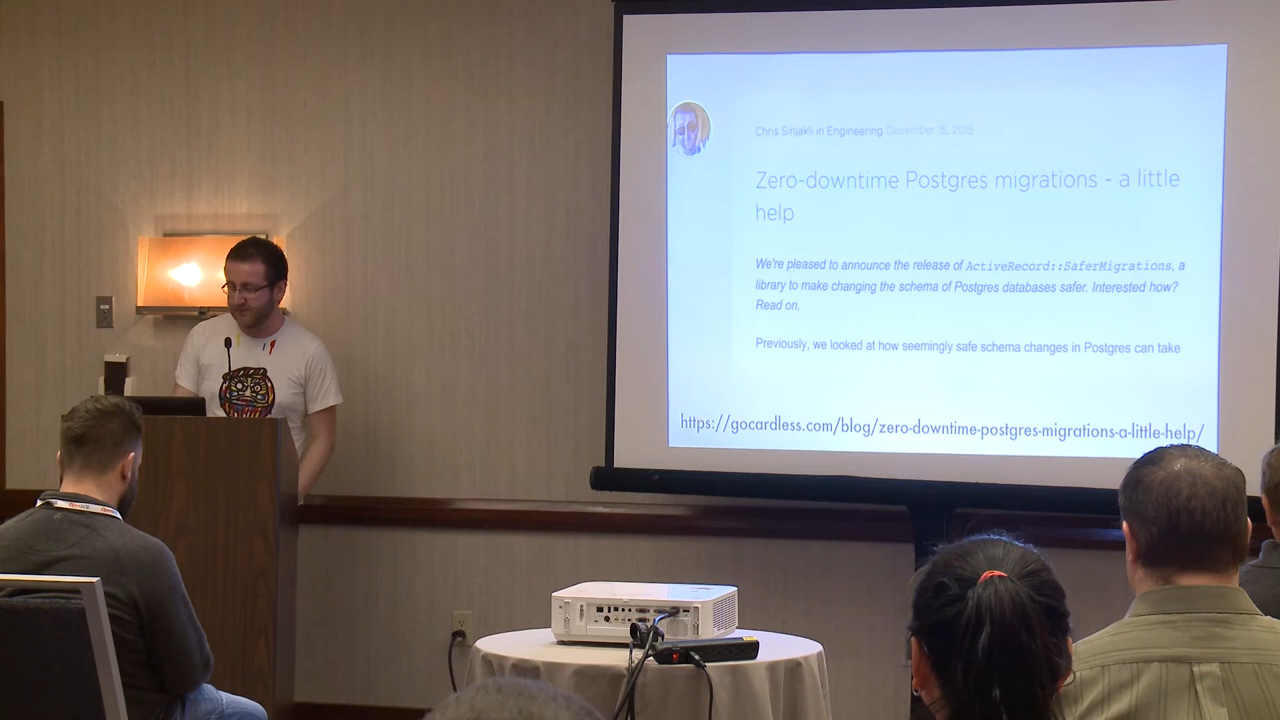 Chris Sinjakli in Engineering December 15, 2015
Zero-downtime Postgres migrations - a little
help
We're pleased to announce the release of ActiveRecord::SaferMigrations, a
library to make changing the schema of Postgres databases safer. Interested how?
Read on.
Previously, we looked at how seemingly safe schema changes in Postgres can take
https://gocardless.com/blog/zero-downtime-postgres-migrations-a-little-help/